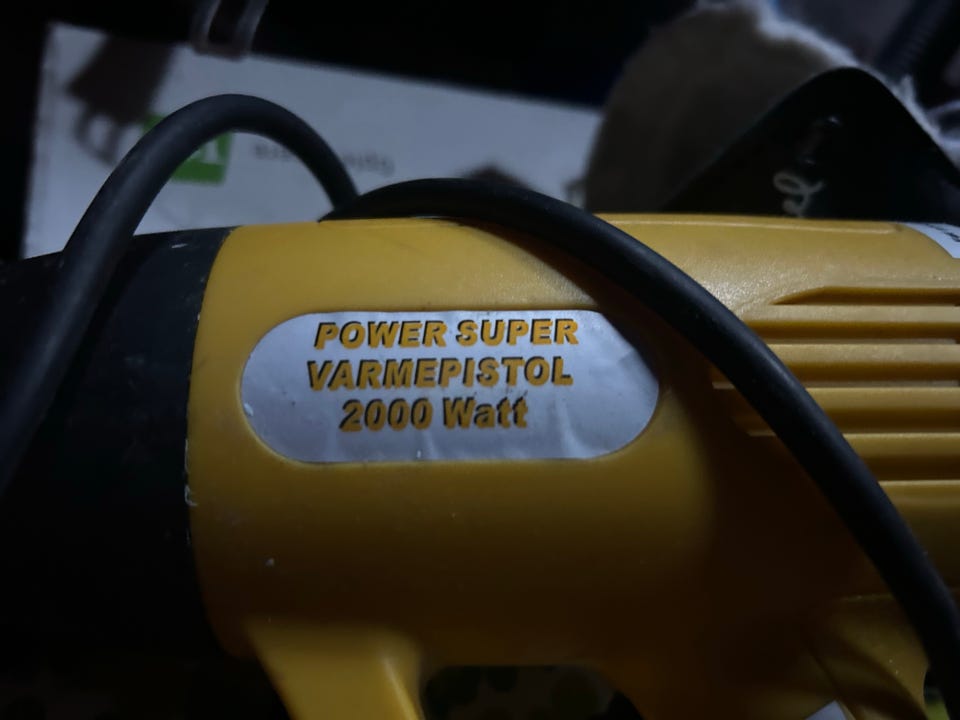 POWER SUPER
VARMEPISTOL
2000 Watt